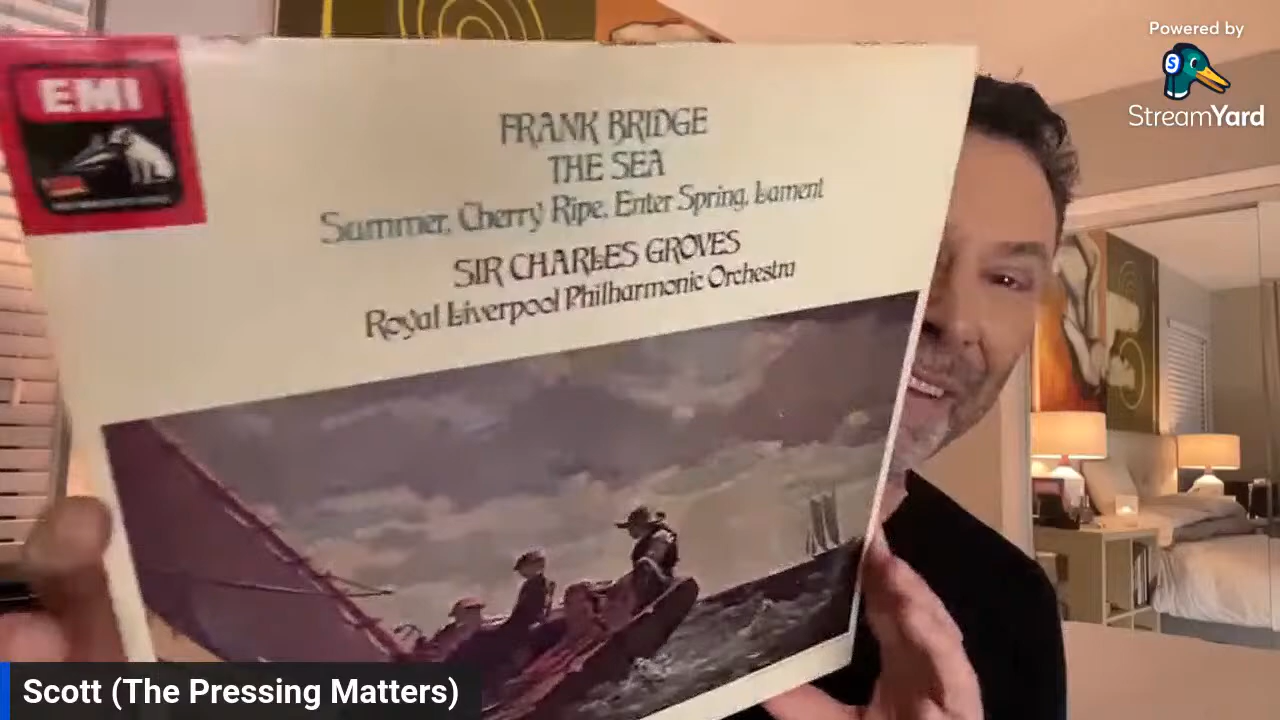 Powered by
StreamYard
EMI
FRANK BRIDGE
THE SEA
Summer, Cherry Ripe, Enter Spring, Lament
SIR CHARLES GROVES
Royal Liverpool Philharmonic Orchestra
Scott (The Pressing Matters)